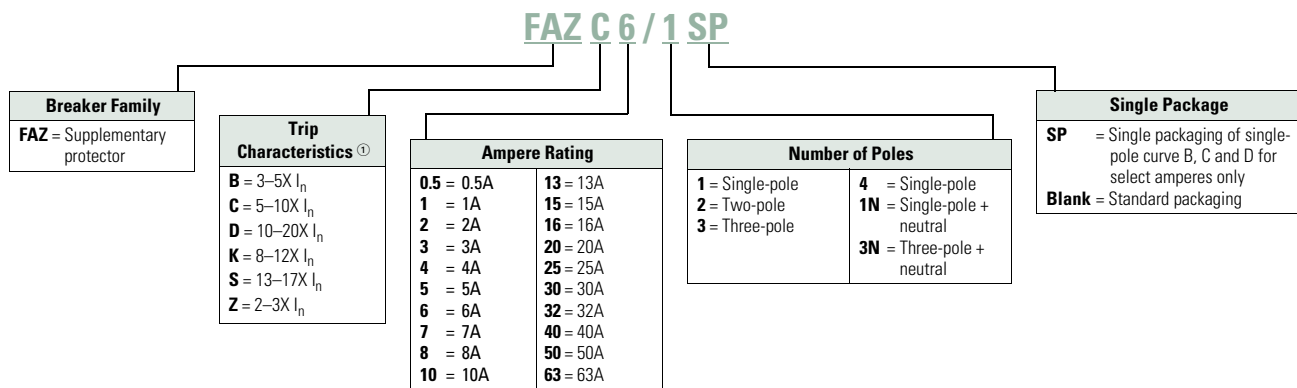 FAZ C 6 / 1 SP
Breaker Family
FAZ = Supplementary
protector
Trip
Characteristics ①
B = 3–5X In
C = 5–10X In
D = 10–20X In
K = 8–12X In
S = 13–17X In
Z = 2–3X In
Ampere Rating
0.5 = 0.5A
1 = 1A
2 = 2A
3 = 3A
4 = 4A
5 = 5A
6 = 6A
7 = 7A
8 = 8A
10 = 10A
13 = 13A
15 = 15A
16 = 16A
20 = 20A
25 = 25A
30 = 30A
32 = 32A
40 = 40A
50 = 50A
63 = 63A
Number of Poles
1 = Single-pole
2 = Two-pole
3 = Three-pole
4 = Single-pole
1N = Single-pole +
neutral
3N = Three-pole +
neutral
Single Package
SP = Single packaging of single-
pole curve B, C and D for
select amperes only
Blank = Standard packaging